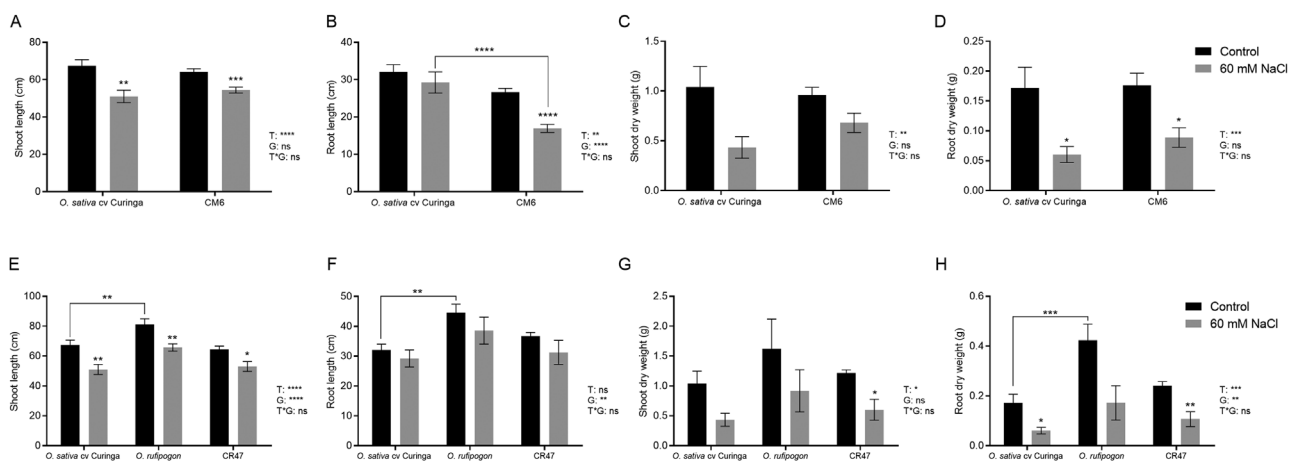 A
Shoot length (cm)
80
60
40
20
0
**
***
O. sativa cv Curinga
CM6
T: ****
G: ns
T*G: ns
B
Root length (cm)
40
30
20
10
0
****
****
O. sativa cv Curinga
CM6
T: **
G: ****
T*G: ns
C
Shoot dry weight (g)
1.5
1.0
0.5
0.0
O. sativa cv Curinga
CM6
T: **
G: ns
T*G: ns
D
Root dry weight (g)
0.25
0.20
0.15
0.10
0.05
0.00
*
*
O. sativa cv Curinga
CM6
Control
60 mM NaCl
T: ***
G: ns
T*G: ns
E
Shoot length (cm)
100
80
60
40
20
0
**
**
**
*
O. sativa cv Curinga
O. rufipogon
CR47
T: ****
G: ****
T*G: ns
F
Root length (cm)
50
40
30
20
10
0
**
O. sativa cv Curinga
O. rufipogon
CR47
T: ns
G: **
T*G: ns
G
Shoot dry weight (g)
2.5
2.0
1.5
1.0
0.5
0.0
*
O. sativa cv Curinga
O. rufipogon
CR47
T: *
G: ns
T*G: ns
H
Root dry weight (g)
0.6
0.4
0.2
0.0
***
*
**
O. sativa cv Curinga
O. rufipogon
CR47
Control
60 mM NaCl
T: ***
G: **
T*G: ns